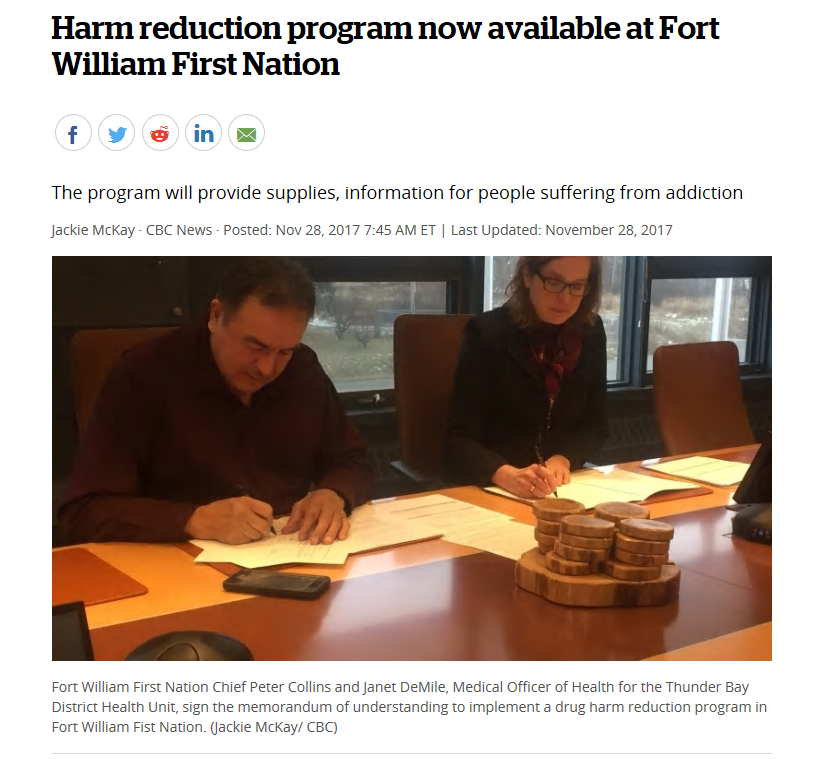 Harm reduction program now available at Fort
William First Nation
The program will provide supplies, information for people suffering from addiction
Jackie McKay · CBC News · Posted: Nov 28, 2017 7:45 AM ET | Last Updated: November 28, 2017
Fort William First Nation Chief Peter Collins and Janet DeMile, Medical Officer of Health for the Thunder Bay
District Health Unit, sign the memorandum of understanding to implement a drug harm reduction program in
Fort William Fist Nation. (Jackie McKay/ CBC)